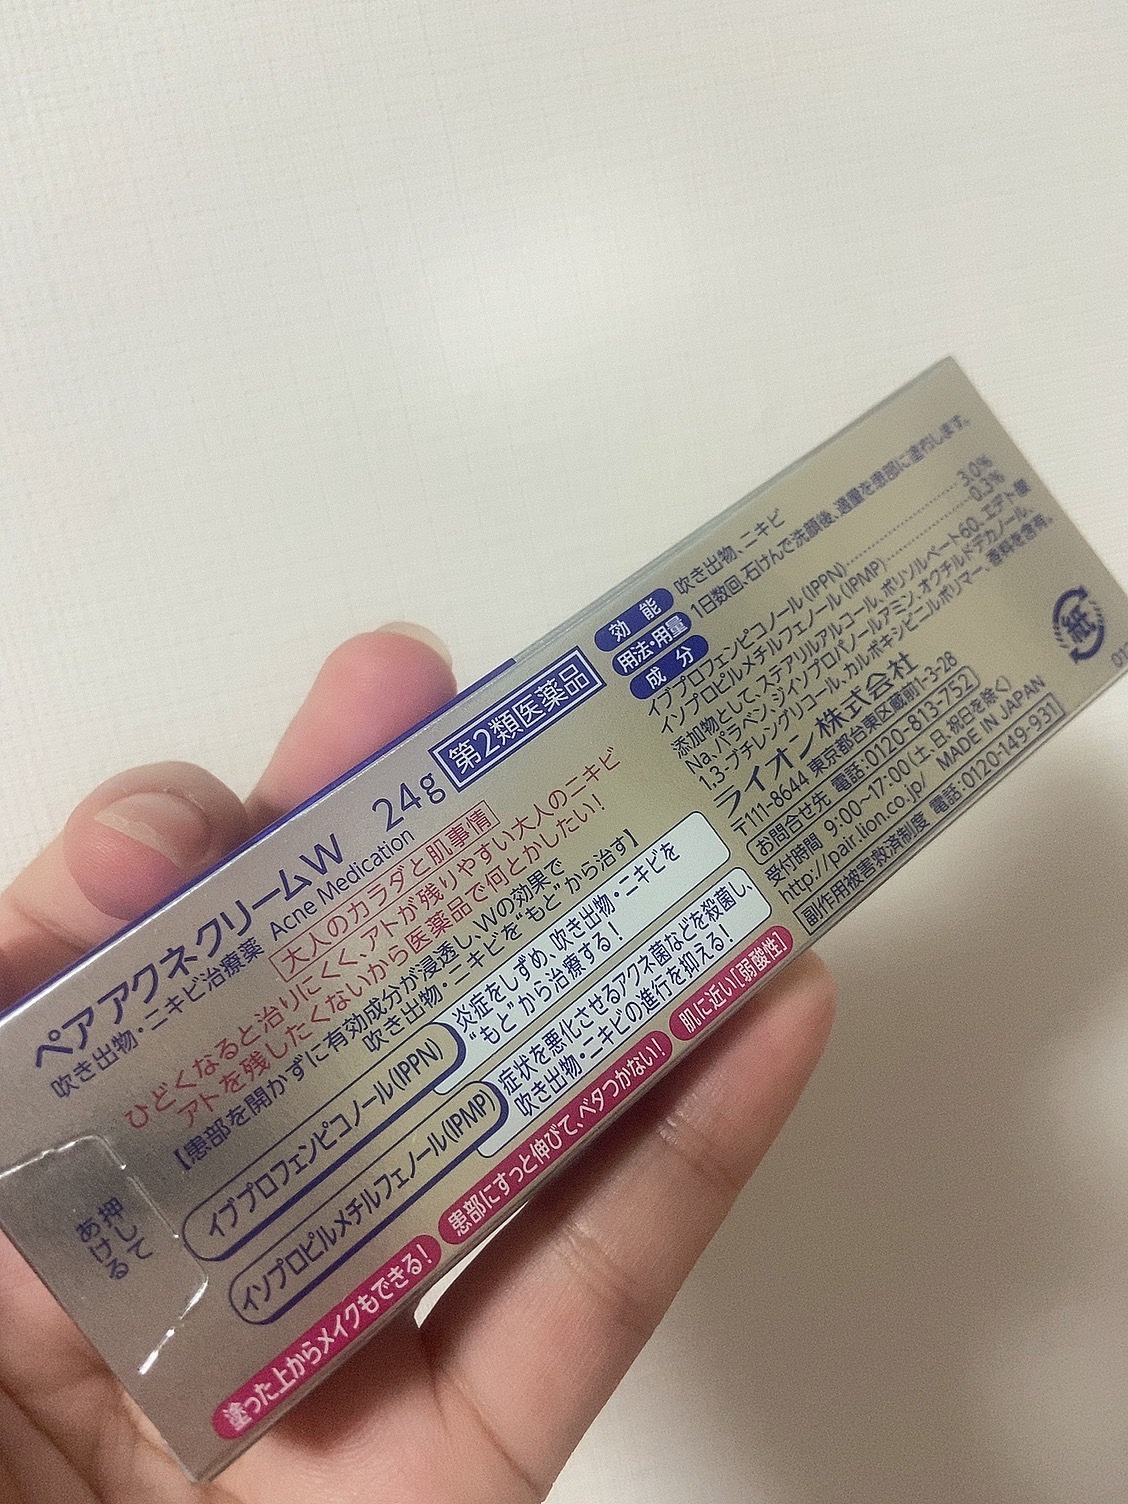 ペアアクネクリームW 24g 第2類医薬品
吹き出物・ニキビ治療薬 Acne Medication
大人のカラダと肌事情
ひどくなると治りにくく、アトが残りやすい大人のニキビ
アトを残したくないから医薬品で何とかしたい!
【患部を開かずに有効成分が浸透し、Wの効果で
吹き出物・ニキビを“もと”から治す】
イブプロフェンピコノール(IPPN)
炎症をしずめ、吹き出物・ニキビを
“もと”から治療する!
イソプロピルメチルフェノール(IPMP)
症状を悪化させるアクネ菌などを殺菌し、
吹き出物・ニキビの進行を抑える!
塗った上からメイクもできる!
患部にすっと伸びて、ベタつかない!
肌に近い[弱酸性]
押して
あける
効能 吹き出物、ニキビ
用法・用量 1日数回、石けんで洗顔後、適量を患部に塗布します。
成分
イブプロフェンピコノール(IPPN)……………3.0%
イソプロピルメチルフェノール(IPMP)…………0.3%
添加物として、ステアリルアルコール、ポリソルベート60、エデト酸
Na、パラベン、ジイソプロパノールアミン、オクチルドデカノール、
1,3-ブチレングリコール、カルボキシビニルポリマー、香料を含有。
ライオン株式会社
〒111-8644 東京都台東区蔵前1-3-28
お問合せ先 電話:0120-813-752
受付時間 9:00~17:00(土、日、祝日を除く)
http://pair.lion.co.jp/ MADE IN JAPAN
副作用被害救済制度 電話:0120-149-931
紙